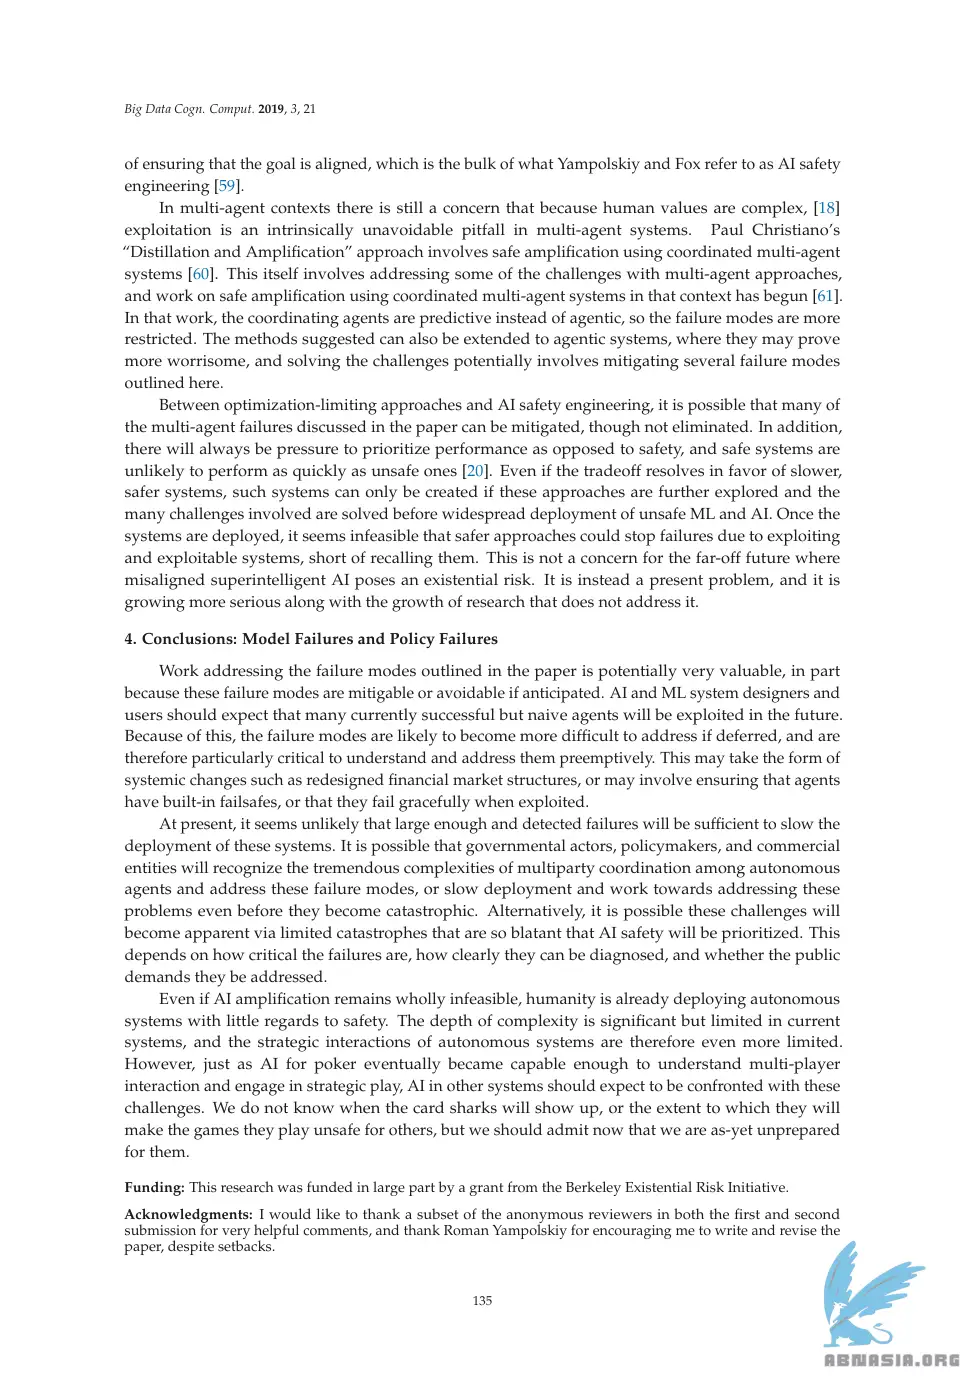 Big Data Cogn. Comput. 2019, 3, 21
of ensuring that the goal is aligned, which is the bulk of what Yampolskiy and Fox refer to as AI safety
engineering [59].
In multi-agent contexts there is still a concern that because human values are complex, [18]
exploitation is an intrinsically unavoidable pitfall in multi-agent systems. Paul Christiano's
“Distillation and Amplification” approach involves safe amplification using coordinated multi-agent
systems [60]. This itself involves addressing some of the challenges with multi-agent approaches,
and work on safe amplification using coordinated multi-agent systems in that context has begun [61].
In that work, the coordinating agents are predictive instead of agentic, so the failure modes are more
restricted. The methods suggested can also be extended to agentic systems, where they may prove
more worrisome, and solving the challenges potentially involves mitigating several failure modes
outlined here.
Between optimization-limiting approaches and AI safety engineering, it is possible that many of
the multi-agent failures discussed in the paper can be mitigated, though not eliminated. In addition,
there will always be pressure to prioritize performance as opposed to safety, and safe systems are
unlikely to perform as quickly as unsafe ones [20]. Even if the tradeoff resolves in favor of slower,
safer systems, such systems can only be created if these approaches are further explored and the
many challenges involved are solved before widespread deployment of unsafe ML and AI. Once the
systems are deployed, it seems infeasible that safer approaches could stop failures due to exploiting
and exploitable systems, short of recalling them. This is not a concern for the far-off future where
misaligned superintelligent AI poses an existential risk. It is instead a present problem, and it is
growing more serious along with the growth of research that does not address it.
4. Conclusions: Model Failures and Policy Failures
Work addressing the failure modes outlined in the paper is potentially very valuable, in part
because these failure modes are mitigable or avoidable if anticipated. AI and ML system designers and
users should expect that many currently successful but naive agents will be exploited in the future.
Because of this, the failure modes are likely to become more difficult to address if deferred, and are
therefore particularly critical to understand and address them preemptively. This may take the form of
systemic changes such as redesigned financial market structures, or may involve ensuring that agents
have built-in failsafes, or that they fail gracefully when exploited.
At present, it seems unlikely that large enough and detected failures will be sufficient to slow the
deployment of these systems. It is possible that governmental actors, policymakers, and commercial
entities will recognize the tremendous complexities of multiparty coordination among autonomous
agents and address these failure modes, or slow deployment and work towards addressing these
problems even before they become catastrophic. Alternatively, it is possible these challenges will
become apparent via limited catastrophes that are so blatant that AI safety will be prioritized. This
depends on how critical the failures are, how clearly they can be diagnosed, and whether the public
demands they be addressed.
Even if AI amplification remains wholly infeasible, humanity is already deploying autonomous
systems with little regards to safety. The depth of complexity is significant but limited in current
systems, and the strategic interactions of autonomous systems are therefore even more limited.
However, just as AI for poker eventually became capable enough to understand multi-player
interaction and engage in strategic play, AI in other systems should expect to be confronted with these
challenges. We do not know when the card sharks will show up, or the extent to which they will
make the games they play unsafe for others, but we should admit now that we are as-yet unprepared
for them.
Funding: This research was funded in large part by a grant from the Berkeley Existential Risk Initiative.
Acknowledgments: I would like to thank a subset of the anonymous reviewers in both the first and second
submission for very helpful comments, and thank Roman Yampolskiy for encouraging me to write and revise the
paper, despite setbacks.
135
ABNASIA.ORG